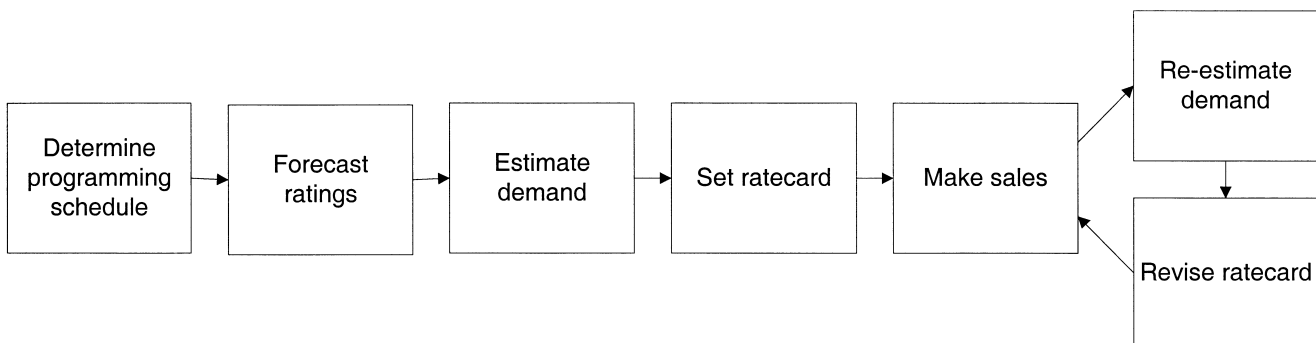 Determine
programming
schedule
Forecast
ratings
Estimate
demand
Set ratecard
Make sales
Re-estimate
demand
Revise ratecard